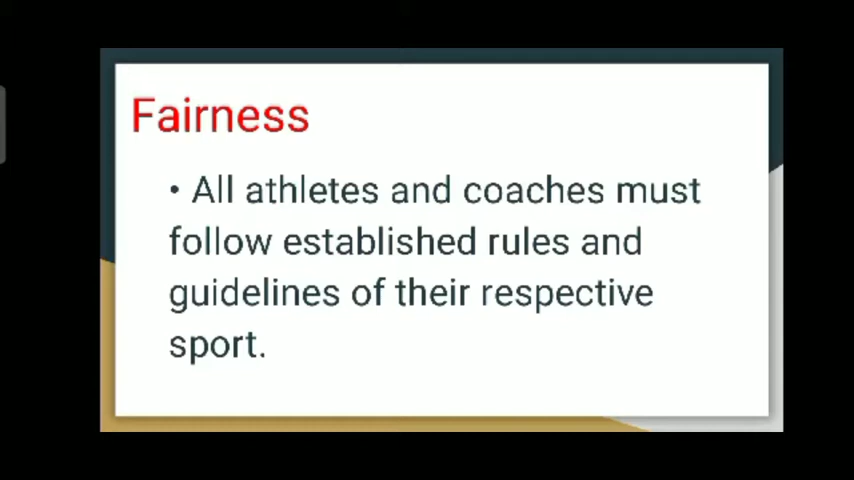 Fairness
• All athletes and coaches must
follow established rules and
guidelines of their respective
sport.